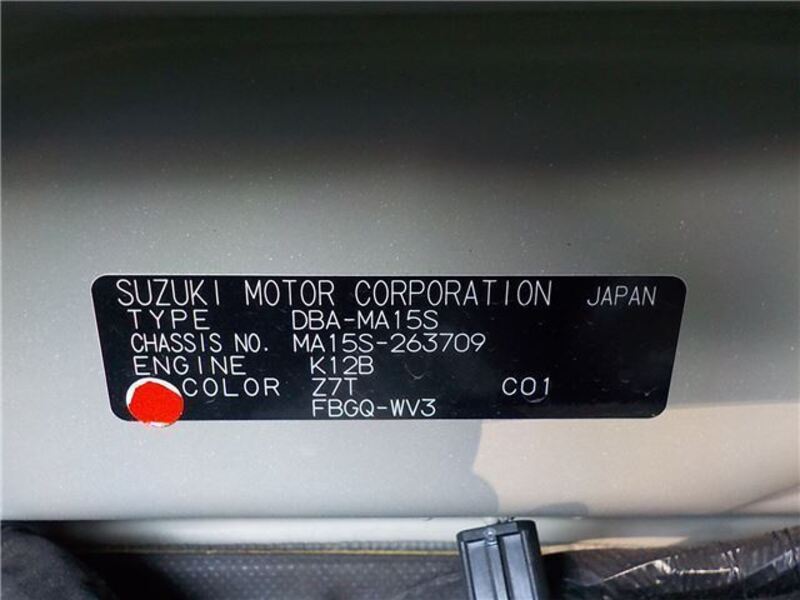 SUZUKI MOTOR CORPORATION JAPAN
TYPE DBA-MA15S
CHASSIS NO. MA15S-263709
ENGINE K12B
COLOR Z7T C01
FBGQ-WV3